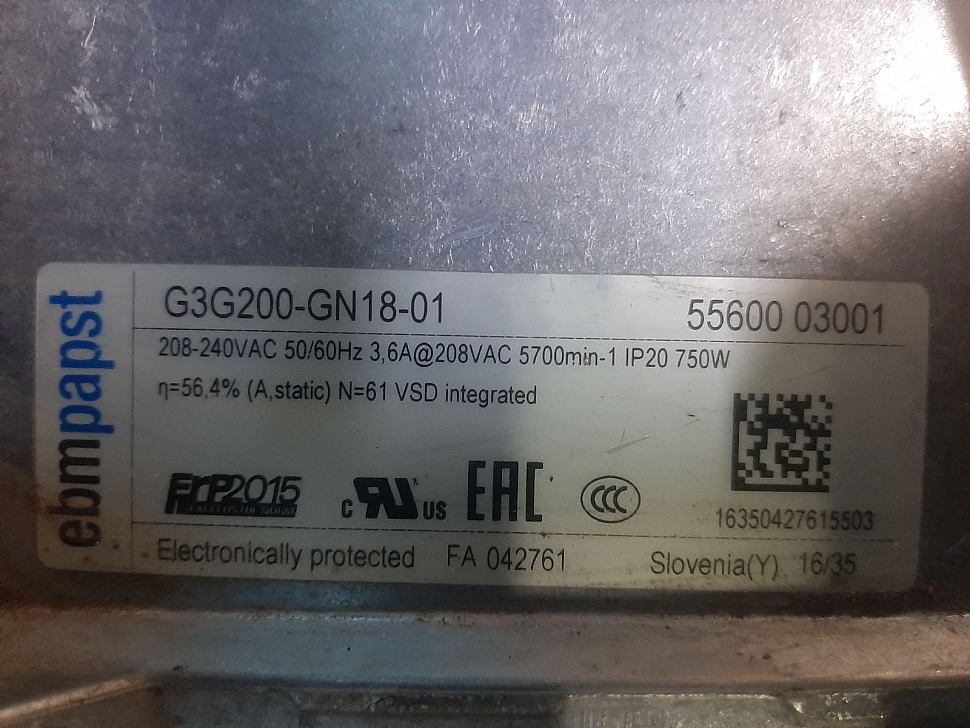 ebmpapst
G3G200-GN18-01 55600 03001
208-240VAC 50/60Hz 3,6A@208VAC 5700min-1 IP20 750W
η=56,4% (A,static) N=61 VSD integrated
ErP2015
c RU US EAC CCC
16350427615503
Electronically protected FA 042761 Slovenia(Y) 16/35